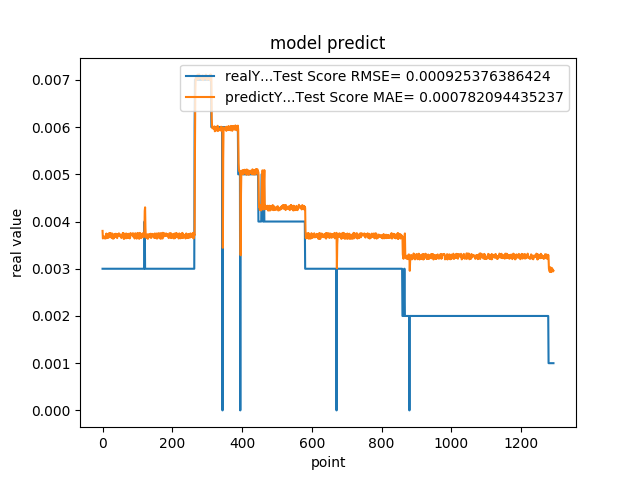 model predict
realY...Test Score RMSE= 0.000925376386424
predictY...Test Score MAE= 0.000782094435237
real value
0.007
0.006
0.005
0.004
0.003
0.002
0.001
0.000
0 200 400 600 800 1000 1200
point